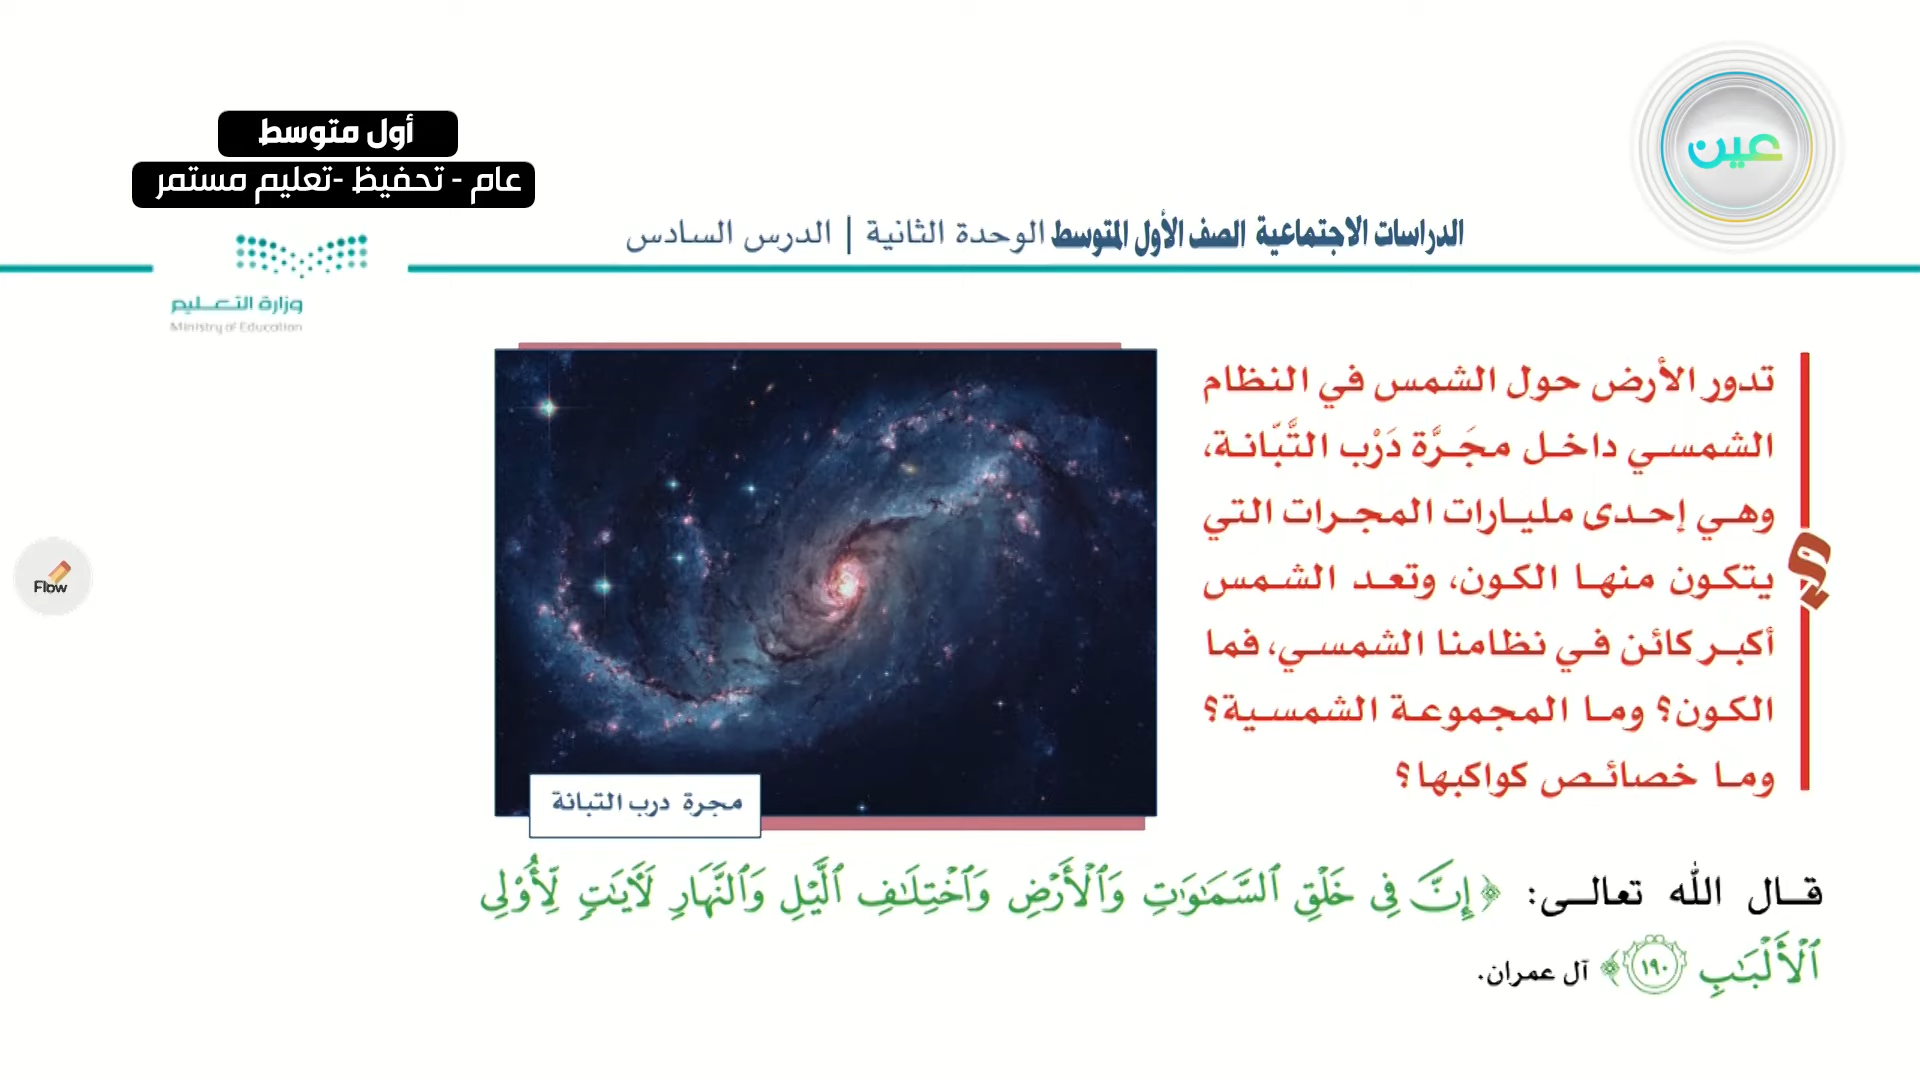 عين
أول متوسط
عام - تحفيظ -تعليم مستمر
الدراسات الاجتماعية الصف الأول المتوسط الوحدة الثانية | الدرس السادس
وزارة التعليم
Ministry of Education
تدور الأرض حول الشمس في النظام
الشمسي داخل مجَرَّة دَرْب التَّبّانة،
وهي إحدى مليارات المجرات التي
يتكون منها الكون، وتعد الشمس
أكبر كائن في نظامنا الشمسي، فما
الكون؟ وما المجموعة الشمسية؟
وما خصائص كواكبها؟
مجرة درب التبانة
Flow
قال الله تعالى: ﴿إِنَّ فِي خَلْقِ ٱلسَّمَٰوَٰتِ وَٱلْأَرْضِ وَٱخْتِلَٰفِ ٱلَّيْلِ وَٱلنَّهَارِ لَأٓيَٰتٍ لِّأُوْلِي
ٱلْأَلْبَٰبِ ١٩٠﴾ آل عمران.